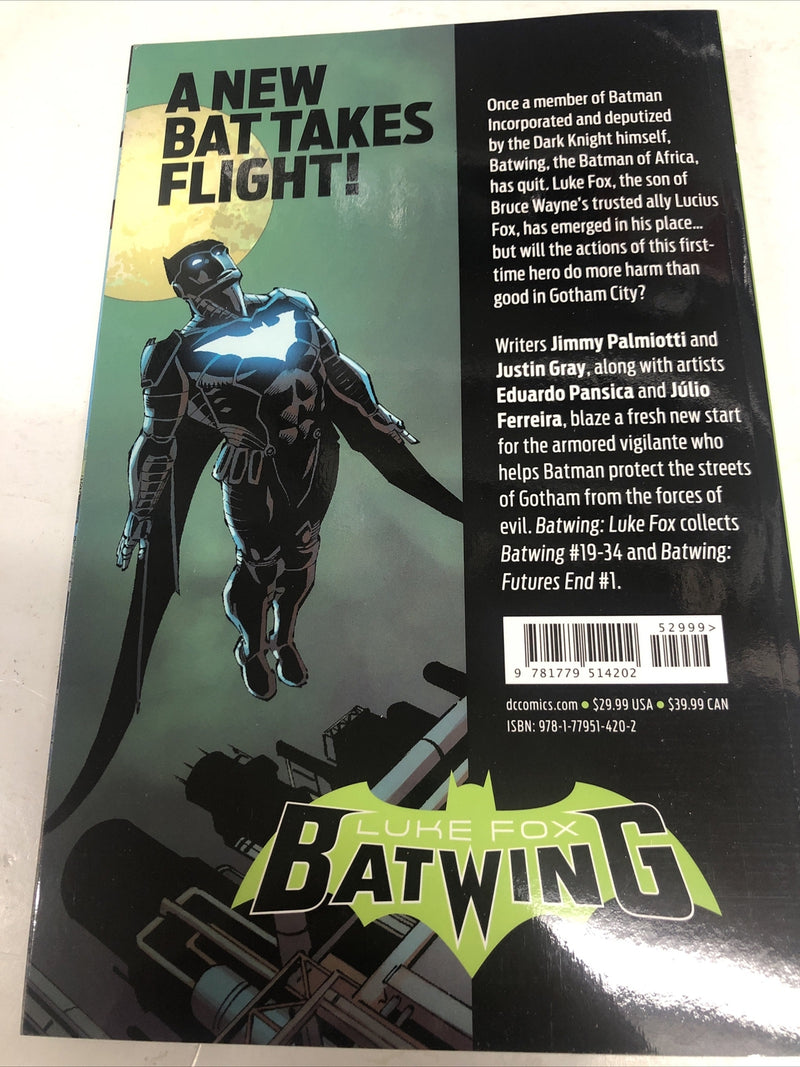 A NEW
BAT TAKES
FLIGHT!
Once a member of Batman
Incorporated and deputized
by the Dark Knight himself,
Batwing, the Batman of Africa,
has quit. Luke Fox, the son of
Bruce Wayne's trusted ally Lucius
Fox, has emerged in his place...
but will the actions of this first-
time hero do more harm than
good in Gotham City?
Writers Jimmy Palmiotti and
Justin Gray, along with artists
Eduardo Pansica and Júlio
Ferreira, blaze a fresh new start
for the armored vigilante who
helps Batman protect the streets
of Gotham from the forces of
evil. Batwing: Luke Fox collects
Batwing #19-34 and Batwing:
Futures End #1.
52999>
9 781779 514202
dccomics.com ● $29.99 USA ● $39.99 CAN
ISBN: 978-1-77951-420-2
LUKE FOX
BATWING